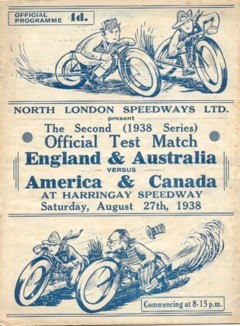 OFFICIAL PROGRAMME 1d.
NORTH LONDON SPEEDWAYS LTD.
present
The Second (1938 Series)
Official Test Match
England & Australia
VERSUS
America & Canada
AT HARRINGAY SPEEDWAY
Saturday, August 27th, 1938
Commencing at 8-15 p.m.